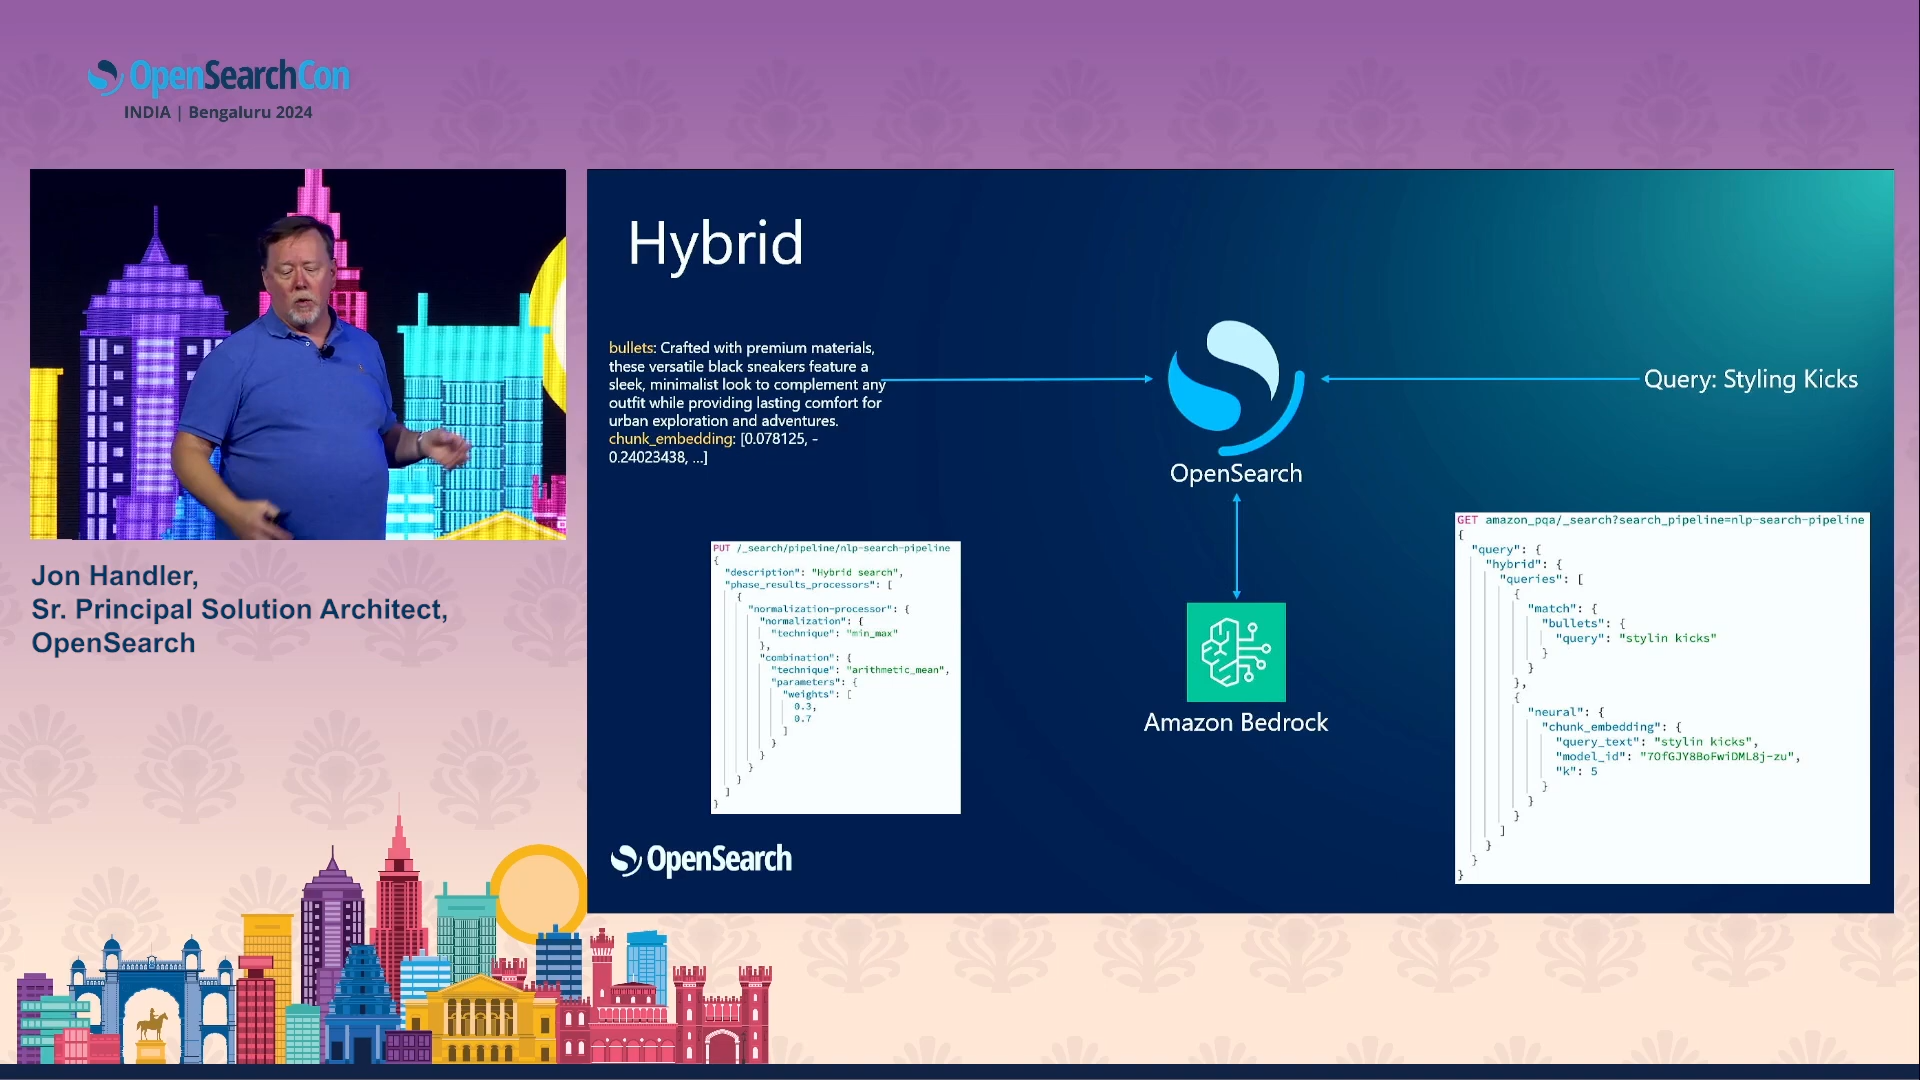 OpenSearchCon
INDIA | Bengaluru 2024
Jon Handler,
Sr. Principal Solution Architect,
OpenSearch
Hybrid
bullets: Crafted with premium materials,
these versatile black sneakers feature a
sleek, minimalist look to complement any
outfit while providing lasting comfort for
urban exploration and adventures.
chunk_embedding: [0.078125, -
0.24023438, ...]
OpenSearch
Query: Styling Kicks
Amazon Bedrock
PUT /_search/pipeline/nlp-search-pipeline
{
"description": "Hybrid search",
"phase_results_processors": [
{
"normalization-processor": {
"normalization": {
"technique": "min_max"
},
"combination": {
"technique": "arithmetic_mean",
"parameters": {
"weights": [
0.3,
0.7
]
}
}
}
}
]
}
GET amazon_pqa/_search?search_pipeline=nlp-search-pipeline
{
"query": {
"hybrid": {
"queries": [
{
"match": {
"bullets": {
"query": "stylin kicks"
}
}
},
{
"neural": {
"chunk_embedding": {
"query_text": "stylin kicks",
"model_id": "7OfGJY8BoFwiDML8j-zu",
"k": 5
}
}
}
]
}
}
}
OpenSearch